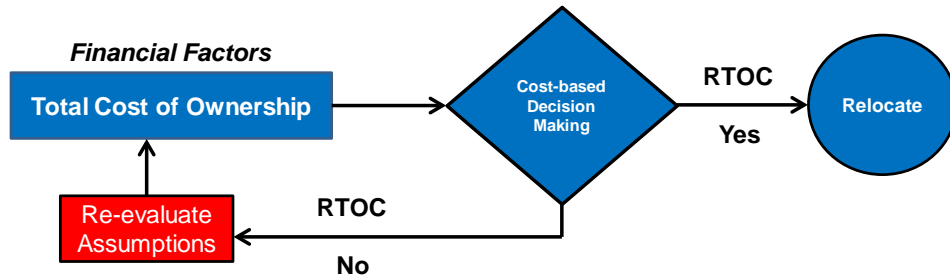 Financial Factors
Total Cost of Ownership
Cost-based
Decision
Making
RTOC
Yes
Relocate
RTOC
No
Re-evaluate
Assumptions